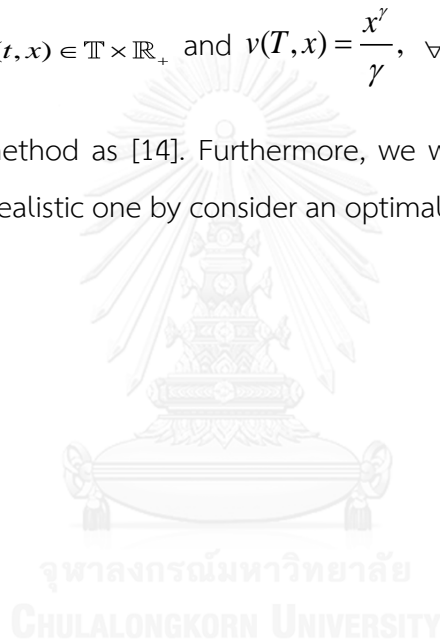 (t, x) ∈ 𝕋 × ℝ₊ and v(T, x) = x^γ / γ, ∀
method as [14]. Furthermore, we w
ealistic one by consider an optimal
จุฬาลงกรณ์มหาวิทยาลัย
CHULALONGKORN UNIVERSITY